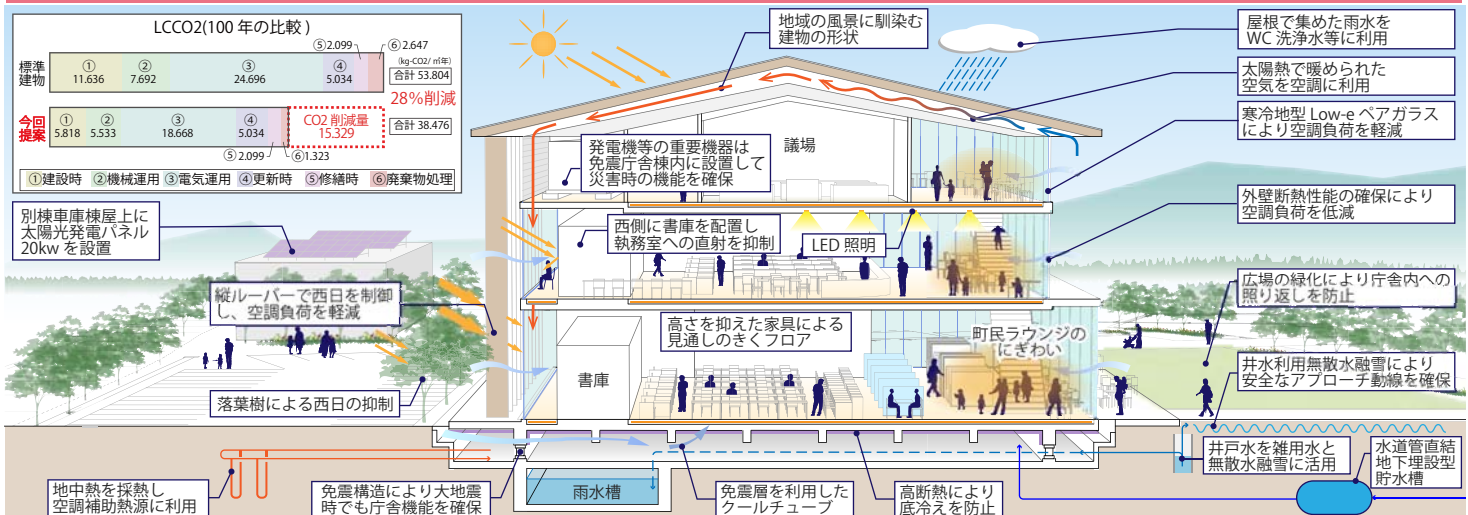 LCCO2(100 年の比較 )
⑤2.099
⑥2.647
(kg-CO2/ ㎡年)
標準
建物
①
11.636
②
7.692
③
24.696
④
5.034
合計 53.804
28%削減
今回
提案
①
5.818
②
5.533
③
18.668
④
5.034
CO2 削減量
15.329
合計 38.476
⑤2.099
⑥1.323
①建設時 ②機械運用 ③電気運用 ④更新時 ⑤修繕時 ⑥廃棄物処理
地域の風景に馴染む
建物の形状
屋根で集めた雨水を
WC 洗浄水等に利用
太陽熱で暖められた
空気を空調に利用
寒冷地型 Low-e ペアガラス
により空調負荷を軽減
発電機等の重要機器は
免震庁舎棟内に設置して
災害時の機能を確保
議場
外壁断熱性能の確保により
空調負荷を低減
別棟車庫棟屋上に
太陽光発電パネル
20kw を設置
西側に書庫を配置し
執務室への直射を抑制
LED 照明
縦ルーバーで西日を制御
し、空調負荷を軽減
広場の緑化により庁舎内への
照り返しを防止
高さを抑えた家具による
見通しのきくフロア
町民ラウンジの
にぎわい
書庫
井水利用無散水融雪により
安全なアプローチ動線を確保
落葉樹による西日の抑制
井戸水を雑用水と
無散水融雪に活用
水道管直結
地下埋設型
貯水槽
地中熱を採熱し
空調補助熱源に利用
免震構造により大地震
時でも庁舎機能を確保
雨水槽
免震層を利用した
クールチューブ
高断熱により
底冷えを防止